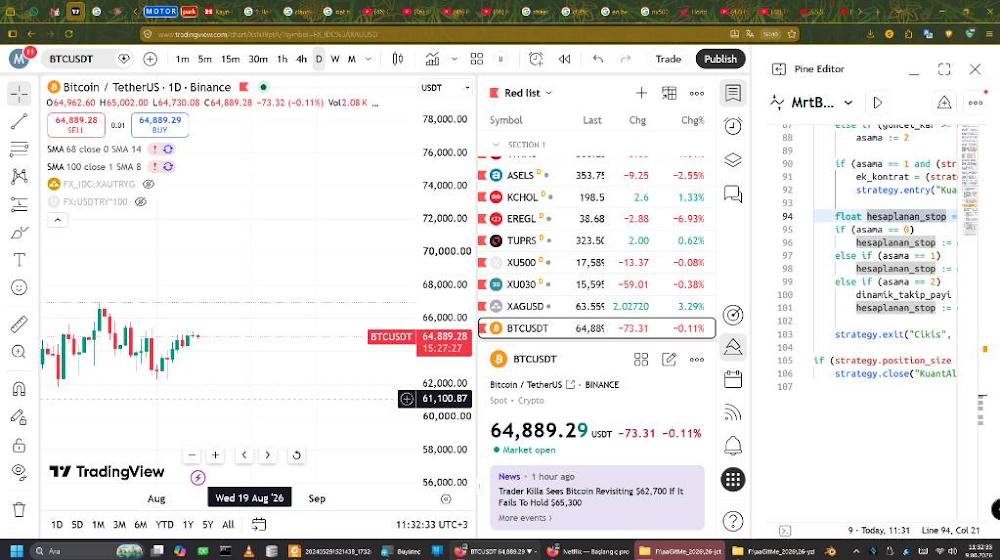 MOTOR
park
www.tradingview.com/chart/XshJ9ptA/?symbol=FX_IDC%3AXAUUSD
M
11
BTCUSDT
1m 5m 15m 30m 1h 4h D W M
Trade
Publish
Bitcoin / TetherUS · 1D · Binance
O64,962.60 H65,002.00 L64,730.08 C64,889.28 -73.32 (-0.11%) Vol2.08 K
64,889.28
SELL
0.01
64,889.29
BUY
SMA 68 close 0 SMA 14
SMA 100 close 1 SMA 8
FX_IDC:XAUTRYG
FX:USDTRY*100
USDT
78,000.00
76,000.00
74,000.00
72,000.00
70,000.00
68,000.00
66,000.00
BTCUSDT
64,889.28
15:27:27
62,000.00
61,100.87
60,000.00
58,000.00
56,000.00
TradingView
Aug
Wed 19 Aug '26
Sep
1D 5D 1M 3M 6M YTD 1Y 5Y All
11:32:33 UTC+3
Red list
Symbol Last Chg Chg%
SECTION 1
ASELS D 353.75 -9.25 -2.55%
KCHOL D 198.5 2.6 1.33%
EREGL D 38.68 -2.88 -6.93%
TUPRS D 323.50 2.00 0.62%
XU500 D 17,589 -13.37 -0.08%
XU030 D 15,595 -59.01 -0.38%
XAGUSD 63.559 2.02720 3.29%
BTCUSDT 64,889 -73.31 -0.11%
BTCUSDT
Bitcoin / TetherUS · BINANCE
Spot · Crypto
64,889.29 USDT -73.31 -0.11%
Market open
News · 1 hour ago
Trader Killa Sees Bitcoin Revisiting $62,700 If It
Fails To Hold $65,300
More events
Pine Editor
MrtB...
88 asama := 2
89
90 if (asama == 1 and (str
91 ek_kontrat = (strat
92 strategy.entry("Kua
93
94 float hesaplanan_stop =
95 if (asama == 0)
96 hesaplanan_stop :=
97 else if (asama == 1)
98 hesaplanan_stop :=
99 else if (asama == 2)
100 dinamik_takip_payi
101 hesaplanan_stop :=
102
103 strategy.exit("Cikis",
104
105 if (strategy.position_size
106 strategy.close("KuantAl
107
9 - Today, 11:31 Line 94, Col 21
Ara
BTCUSDT 64,889.29
11:32:33